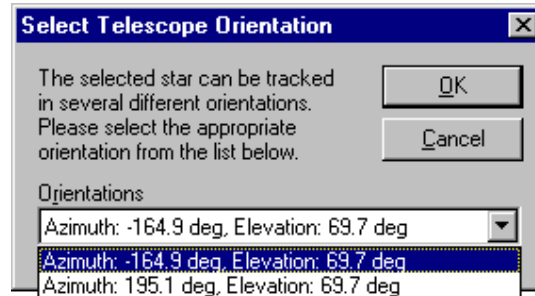 Select Telescope Orientation
The selected star can be tracked
in several different orientations.
Please select the appropriate
orientation from the list below.
OK
Cancel
Orientations
Azimuth: -164.9 deg, Elevation: 69.7 deg
Azimuth: -164.9 deg, Elevation: 69.7 deg
Azimuth: 195.1 deg, Elevation: 69.7 deg